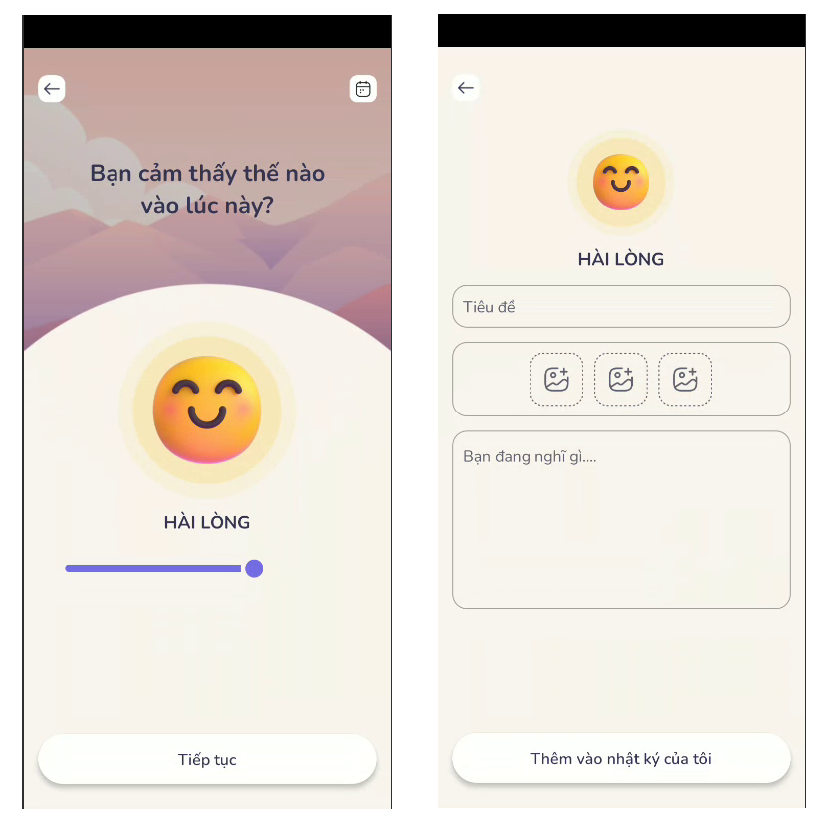 Bạn cảm thấy thế nào
vào lúc này?
HÀI LÒNG
Tiếp tục
HÀI LÒNG
Tiêu đề
Bạn đang nghĩ gì....
Thêm vào nhật ký của tôi